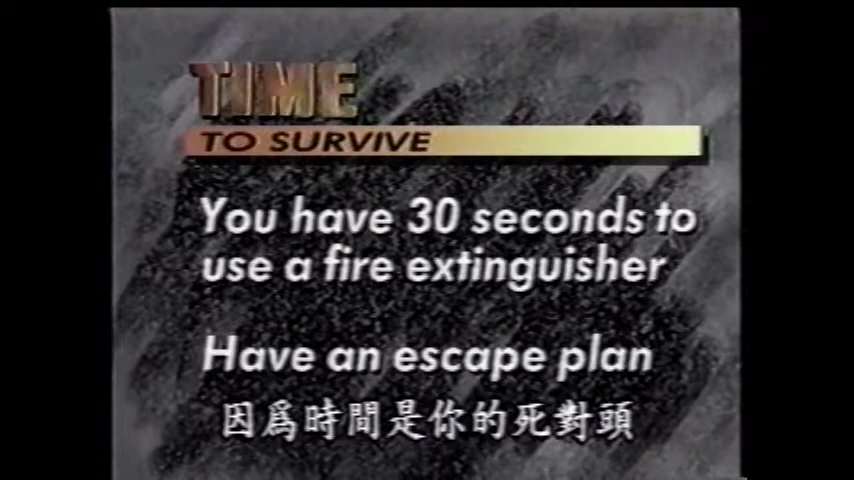 TIME
TO SURVIVE
You have 30 seconds to
use a fire extinguisher
Have an escape plan
因爲時間是你的死對頭